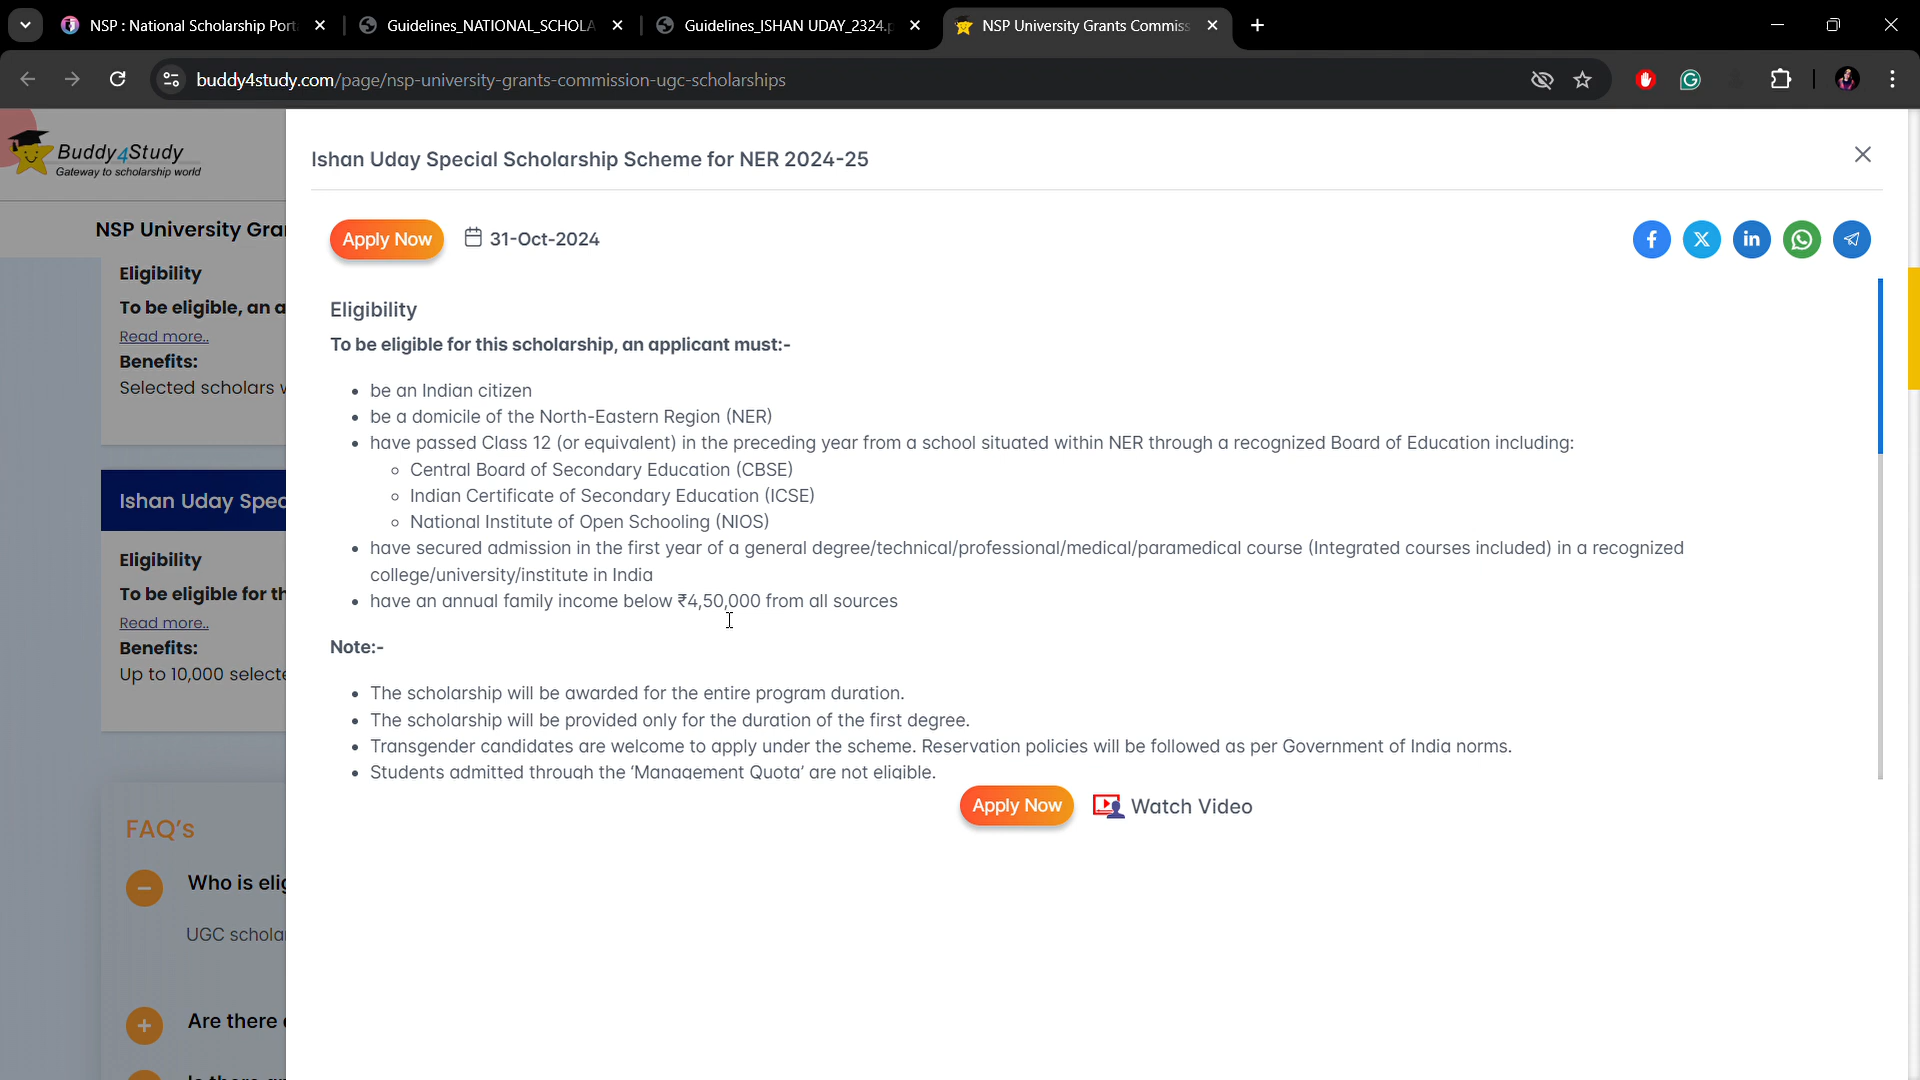 NSP : National Scholarship Port
Guidelines_NATIONAL_SCHOLA
Guidelines_ISHAN UDAY_2324.p
NSP University Grants Commiss
buddy4study.com/page/nsp-university-grants-commission-ugc-scholarships
Buddy4Study
Gateway to scholarship world
Ishan Uday Special Scholarship Scheme for NER 2024-25
NSP University Gra
Apply Now
31-Oct-2024
Eligibility
To be eligible, an a
Read more..
Benefits:
Selected scholars w
Ishan Uday Spec
Eligibility
To be eligible for th
Read more..
Benefits:
Up to 10,000 selecte
FAQ's
Who is elig
UGC schola
Are there
Eligibility
To be eligible for this scholarship, an applicant must:-
be an Indian citizen
be a domicile of the North-Eastern Region (NER)
have passed Class 12 (or equivalent) in the preceding year from a school situated within NER through a recognized Board of Education including:
Central Board of Secondary Education (CBSE)
Indian Certificate of Secondary Education (ICSE)
National Institute of Open Schooling (NIOS)
have secured admission in the first year of a general degree/technical/professional/medical/paramedical course (Integrated courses included) in a recognized
college/university/institute in India
have an annual family income below ₹4,50,000 from all sources
Note:-
The scholarship will be awarded for the entire program duration.
The scholarship will be provided only for the duration of the first degree.
Transgender candidates are welcome to apply under the scheme. Reservation policies will be followed as per Government of India norms.
Students admitted through the ‘Management Quota’ are not eligible.
Apply Now
Watch Video